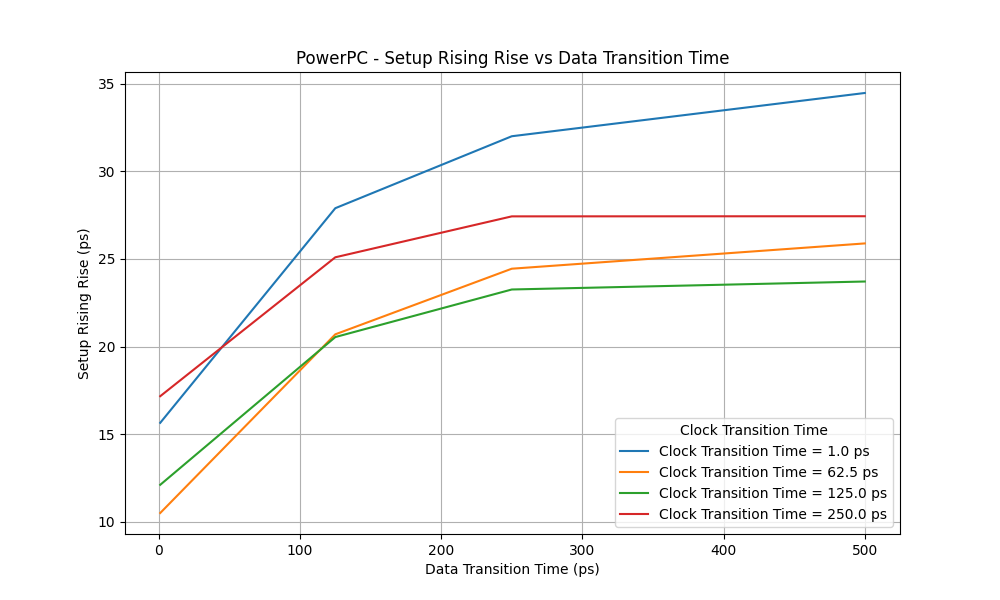 PowerPC - Setup Rising Rise vs Data Transition Time
35
30
25
20
15
10
Setup Rising Rise (ps)
Clock Transition Time
Clock Transition Time = 1.0 ps
Clock Transition Time = 62.5 ps
Clock Transition Time = 125.0 ps
Clock Transition Time = 250.0 ps
0 100 200 300 400 500
Data Transition Time (ps)